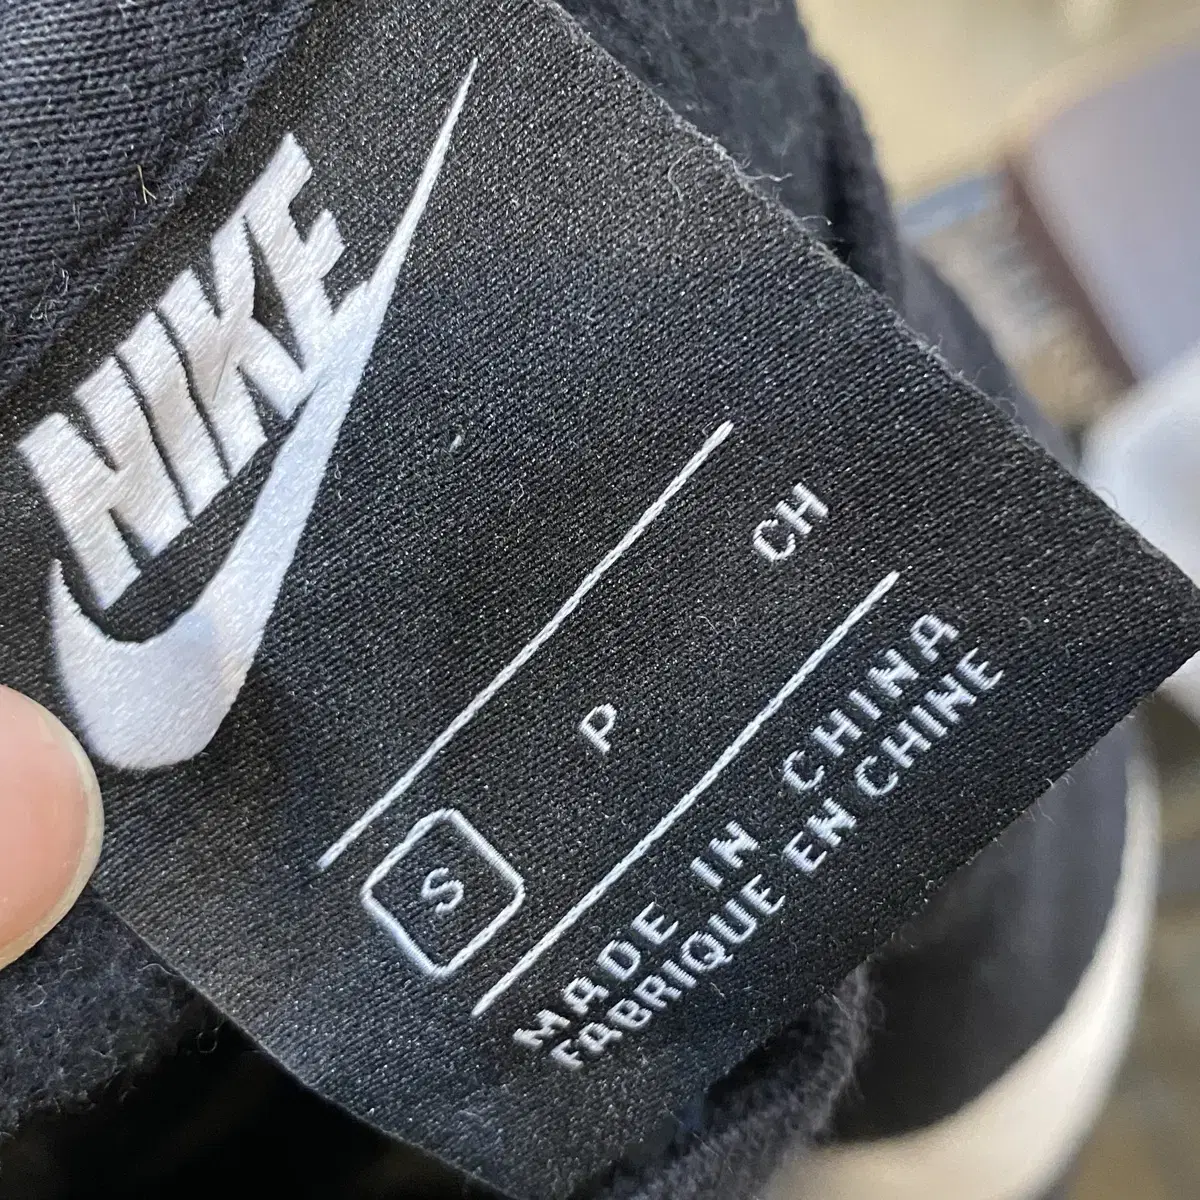 NIKE
S P CH
MADE IN CHINA
FABRIQUE EN CHINE